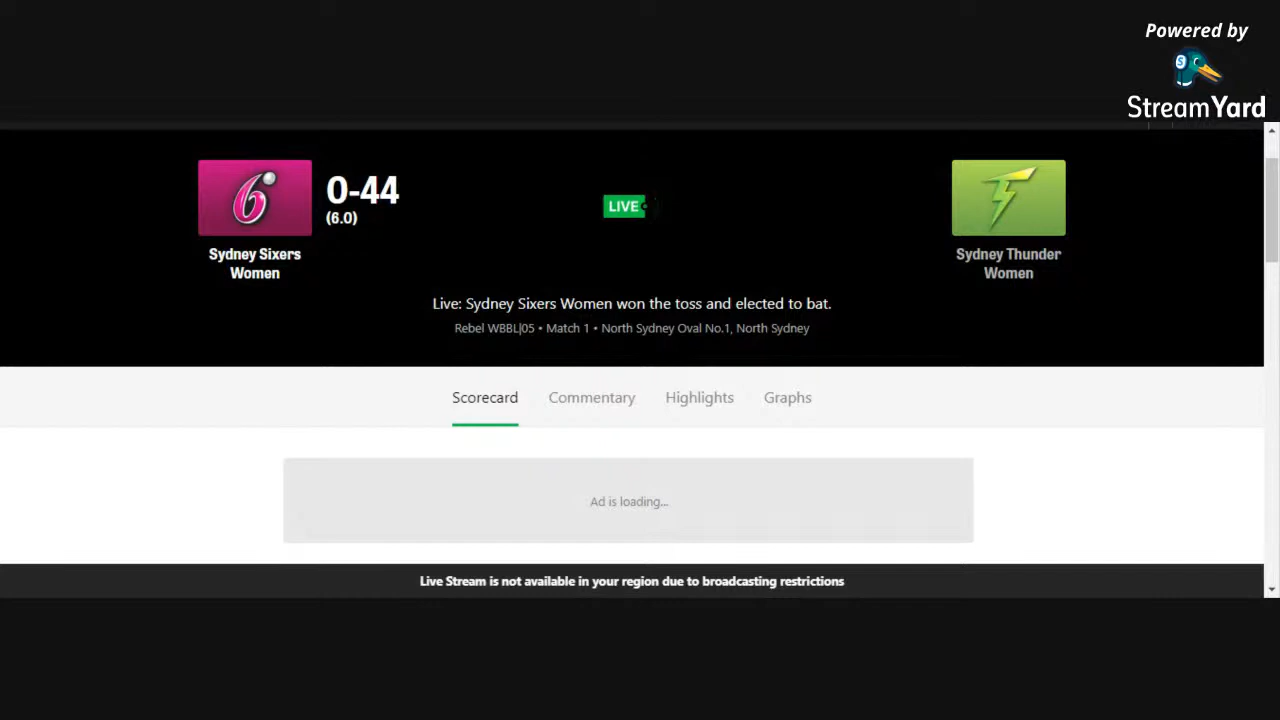 Powered by
StreamYard
0-44
(6.0)
LIVE
Sydney Sixers
Women
Sydney Thunder
Women
Live: Sydney Sixers Women won the toss and elected to bat.
Rebel WBBL|05 • Match 1 • North Sydney Oval No.1, North Sydney
Scorecard Commentary Highlights Graphs
Ad is loading...
Live Stream is not available in your region due to broadcasting restrictions